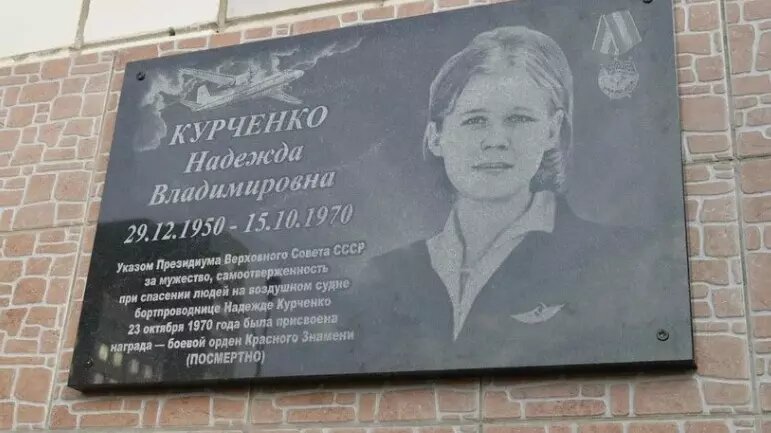 КУРЧЕНКО
Надежда
Владимировна
29.12.1950 - 15.10.1970
Указом Президиума Верховного Совета СССР
за мужество, самоотверженность
при спасении людей на воздушном судне
бортпроводнице Надежде Курченко
23 октября 1970 года была присвоена
награда — боевой орден Красного Знамени
(ПОСМЕРТНО)